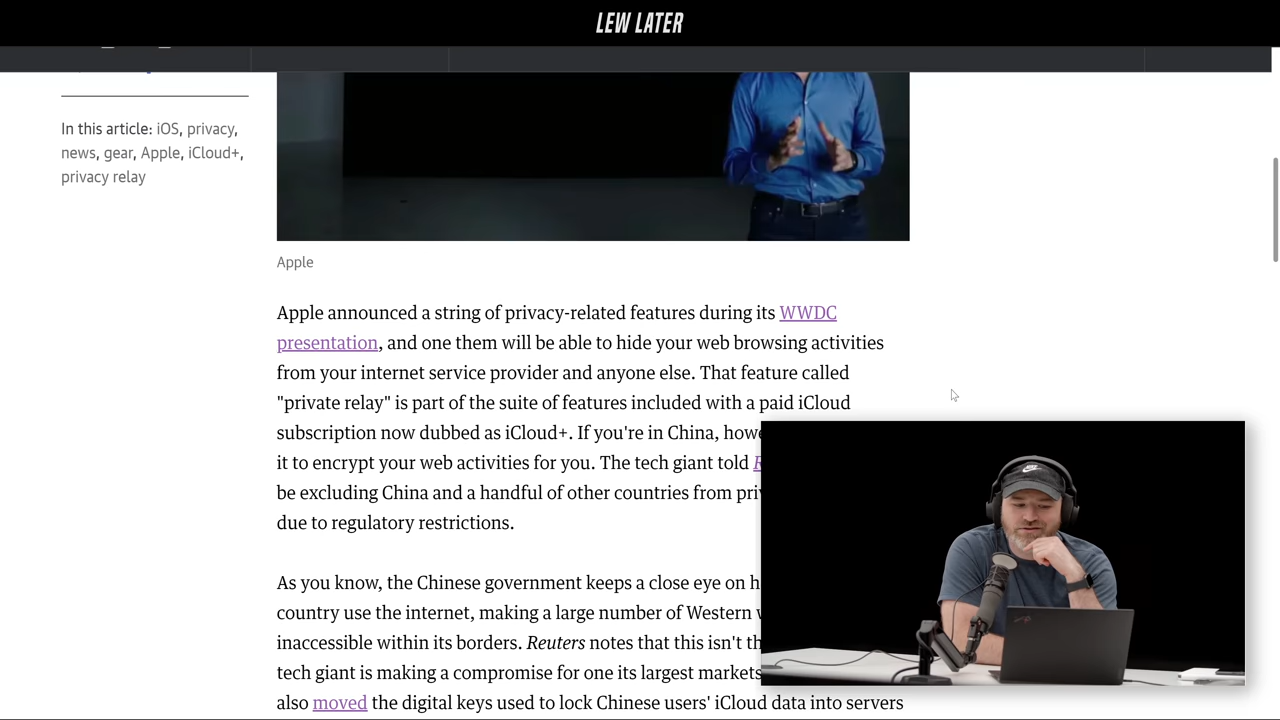 LEW LATER
In this article: iOS, privacy,
news, gear, Apple, iCloud+,
privacy relay
Apple
Apple announced a string of privacy-related features during its WWDC
presentation, and one them will be able to hide your web browsing activities
from your internet service provider and anyone else. That feature called
"private relay" is part of the suite of features included with a paid iCloud
subscription now dubbed as iCloud+. If you're in China,
it to encrypt your web activities for you. The tech giant told
be excluding China and a handful of other countries from
due to regulatory restrictions.
As you know, the Chinese government keeps a close eye on
country use the internet, making a large number of Western
inaccessible within its borders. Reuters notes that this isn't
tech giant is making a compromise for one its largest markets
also moved the digital keys used to lock Chinese users' iCloud data into servers